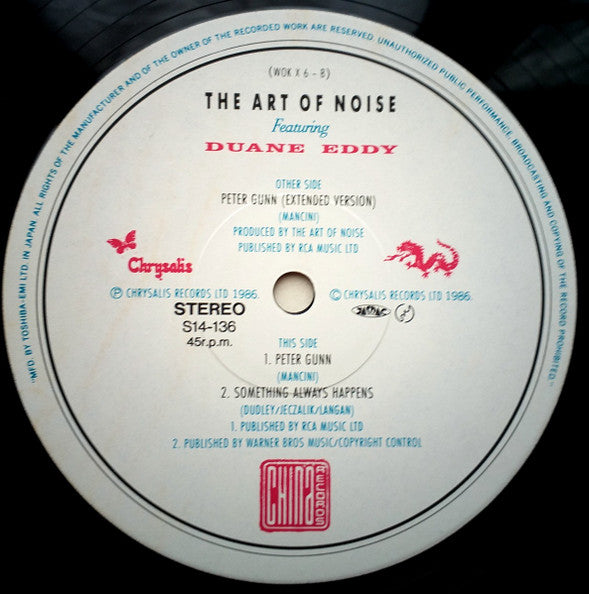 "MFD. BY TOSHIBA-EMI LTD. IN JAPAN. ALL RIGHTS OF THE MANUFACTURER AND OF THE OWNER OF THE RECORDED WORK ARE RESERVED. UNAUTHORIZED PUBLIC PERFORMANCE, BROADCASTING AND COPYING OF THE RECORD PROHIBITED."
(WOK X 6-8)
THE ART OF NOISE
Featuring
DUANE EDDY
OTHER SIDE
PETER GUNN (EXTENDED VERSION)
(MANCINI)
PRODUCED BY THE ART OF NOISE
PUBLISHED BY RCA MUSIC LTD
Chrysalis
℗ CHRYSALIS RECORDS LTD 1986.
© CHRYSALIS RECORDS LTD 1986.
STEREO
S14-136
45r.p.m.
JASRAC
THIS SIDE
1. PETER GUNN
(MANCINI)
2. SOMETHING ALWAYS HAPPENS
(DUDLEY/JECZALIK/LANGAN)
1. PUBLISHED BY RCA MUSIC LTD
2. PUBLISHED BY WARNER BROS MUSIC/COPYRIGHT CONTROL
CHINA
RECORDS